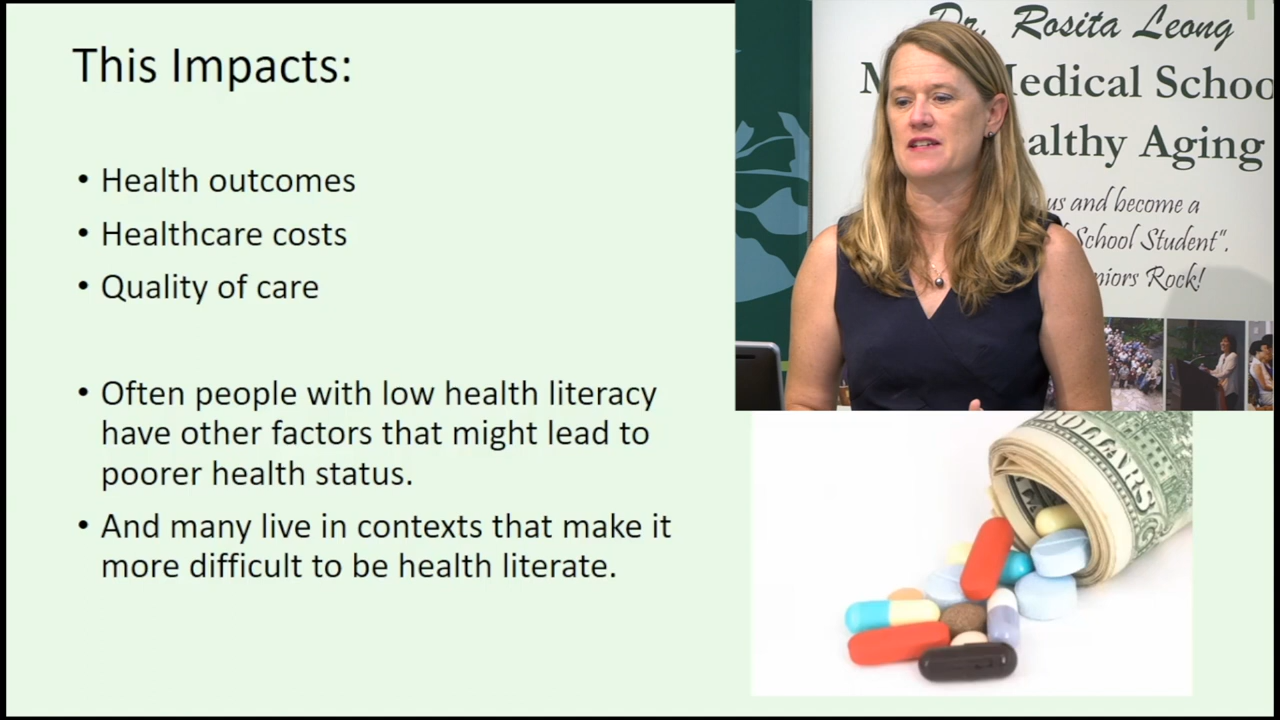 This Impacts:
• Health outcomes
• Healthcare costs
• Quality of care
• Often people with low health literacy
have other factors that might lead to
poorer health status.
• And many live in contexts that make it
more difficult to be health literate.
Dr. Rosita Leong
Medical Schoo
althy Aging
us and become a
School Student".
niors Rock!
DOLLARS